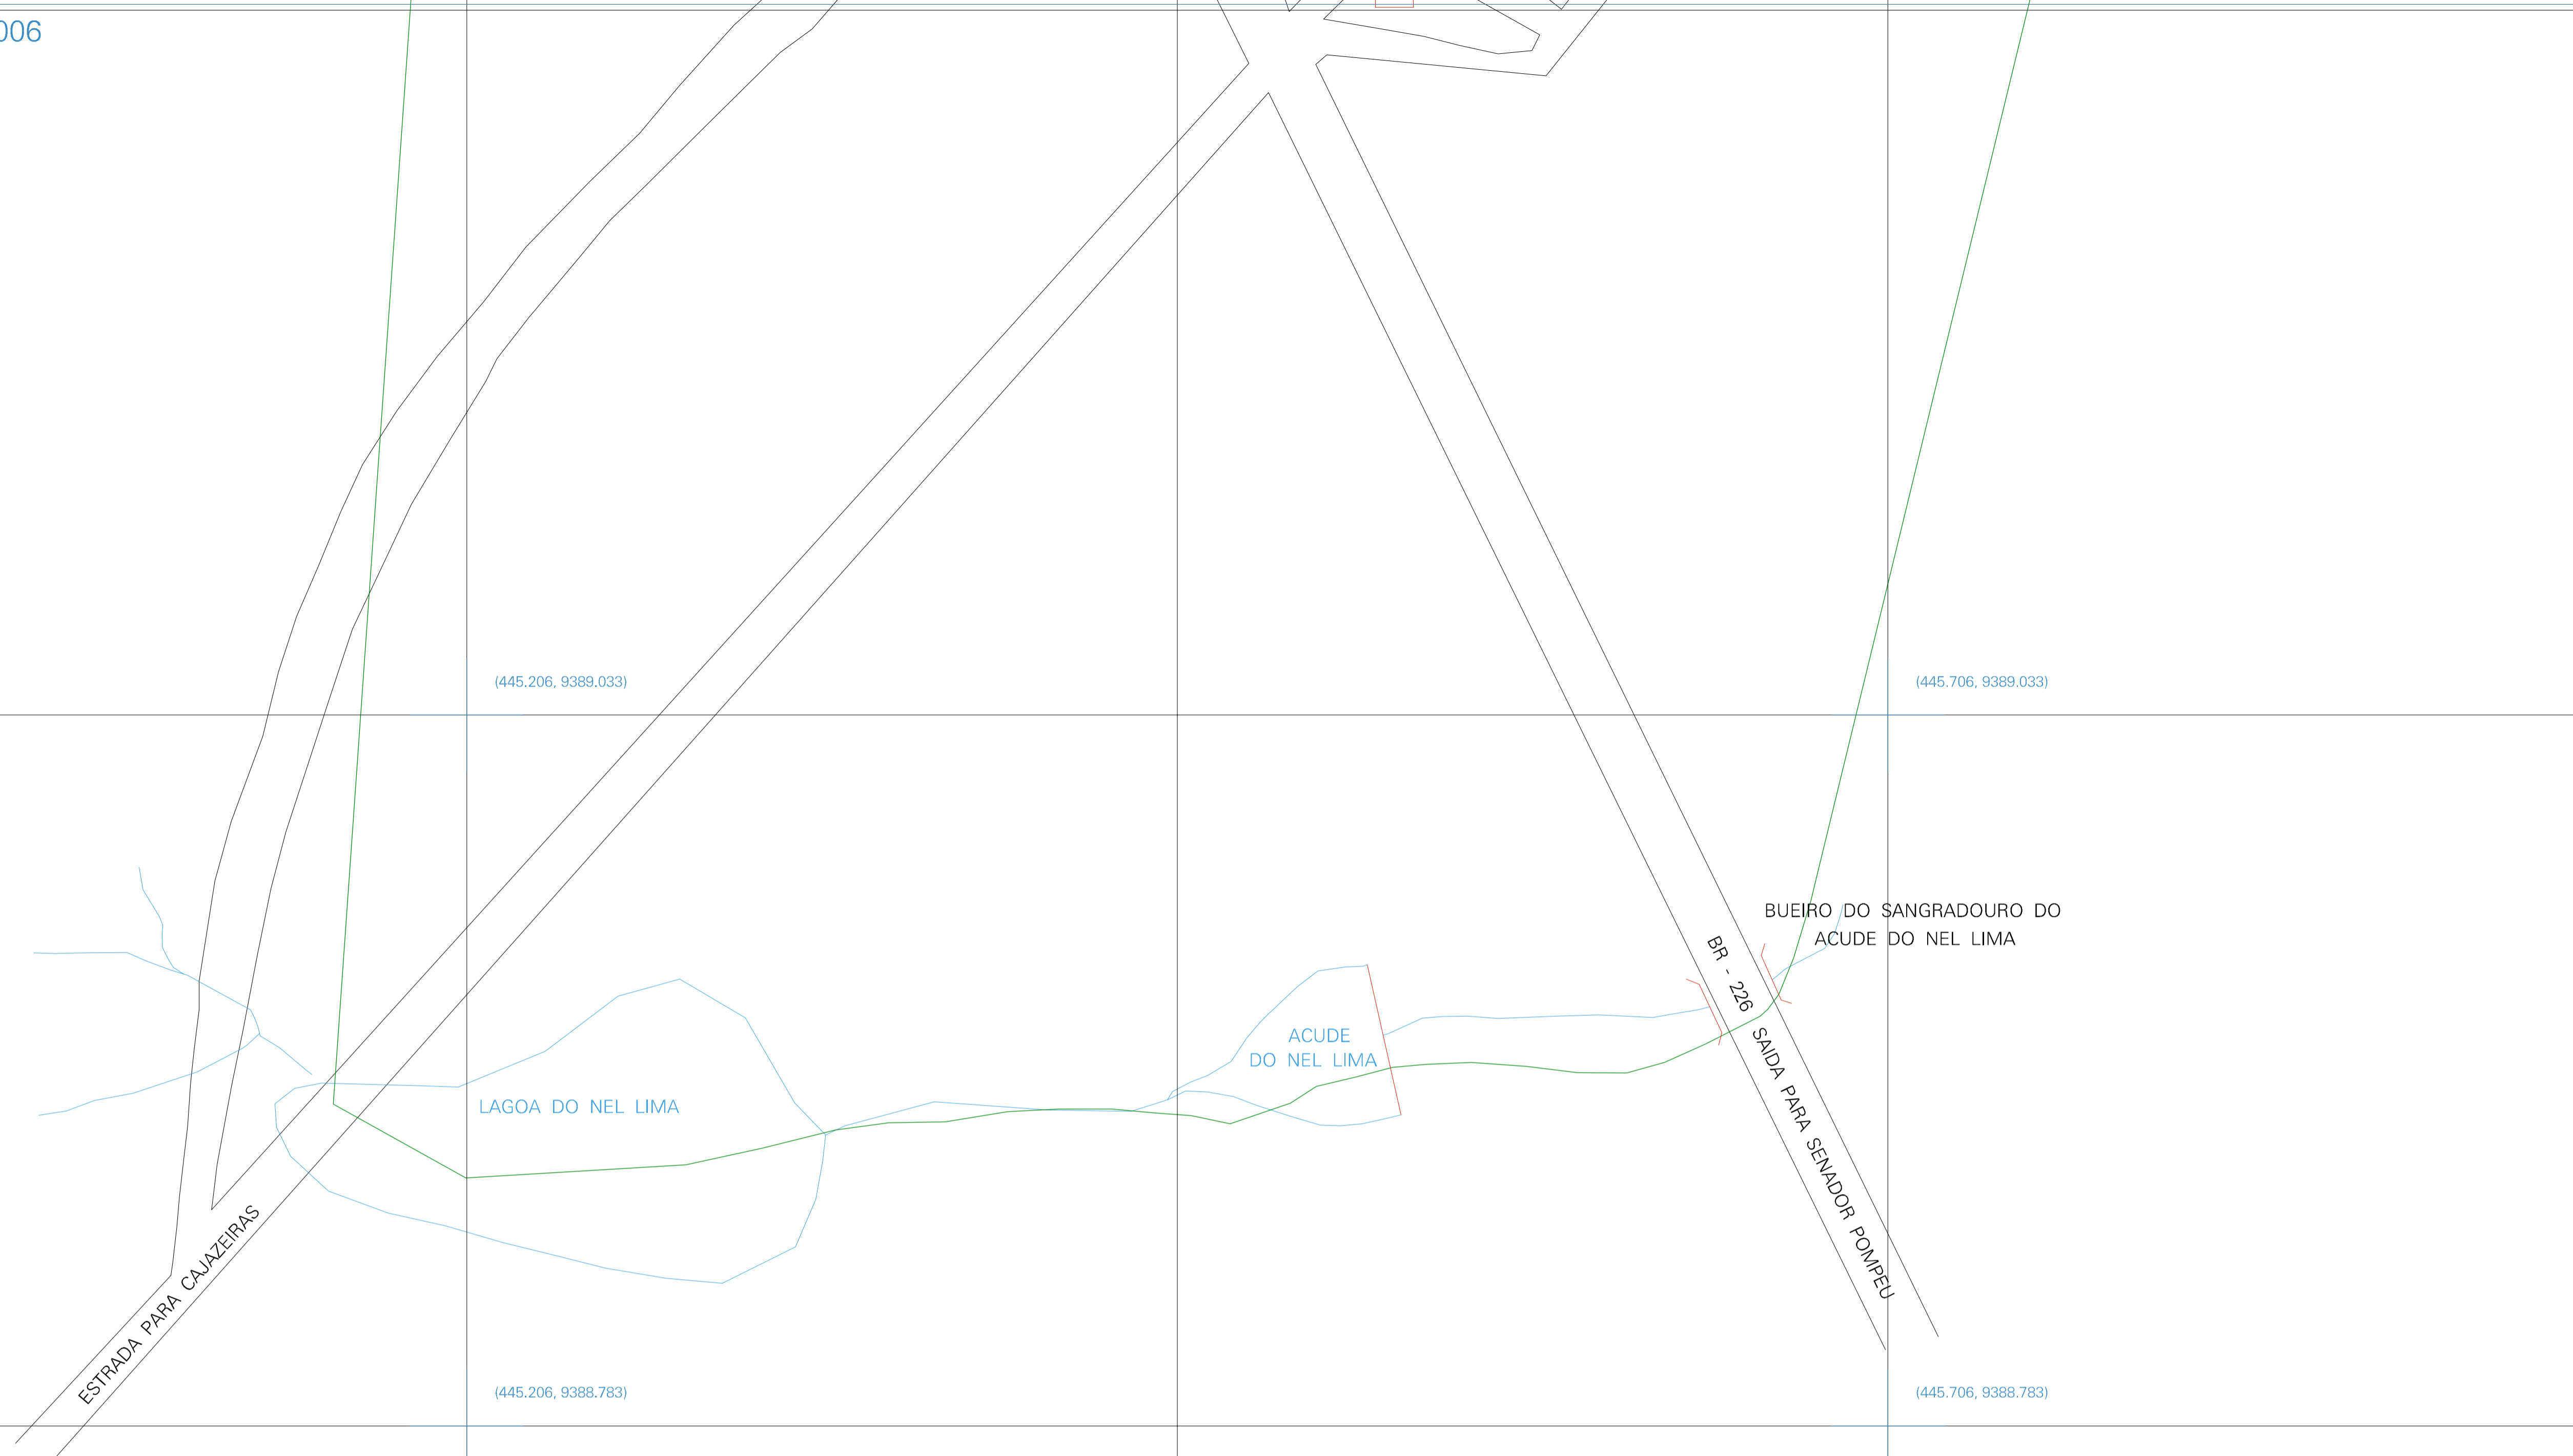 006
(445.206, 9389.033)
(445.706, 9389.033)
BUEIRO DO SANGRADOURO DO
ACUDE DO NEL LIMA
BR - 226 SAIDA PARA SENADOR POMPEU
ACUDE
DO NEL LIMA
LAGOA DO NEL LIMA
ESTRADA PARA CAJAZEIRAS
(445.206, 9388.783)
(445.706, 9388.783)